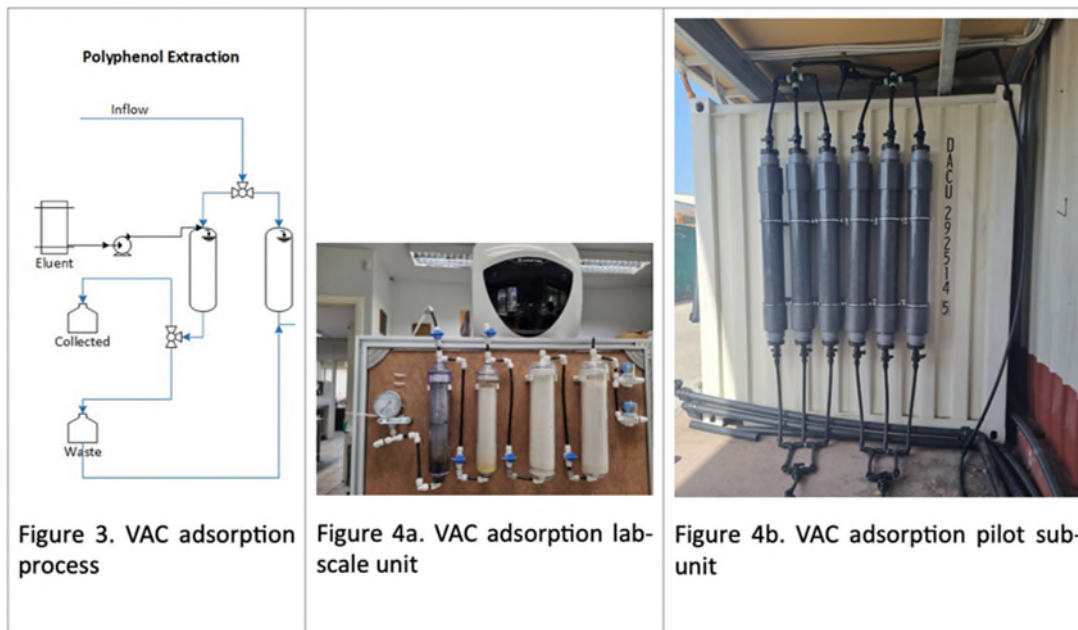 Polyphenol Extraction
Inflow
Eluent
Collected
Waste
Figure 3. VAC adsorption
process
Figure 4a. VAC adsorption lab-
scale unit
DACU 292514 5
Figure 4b. VAC adsorption pilot sub-
unit